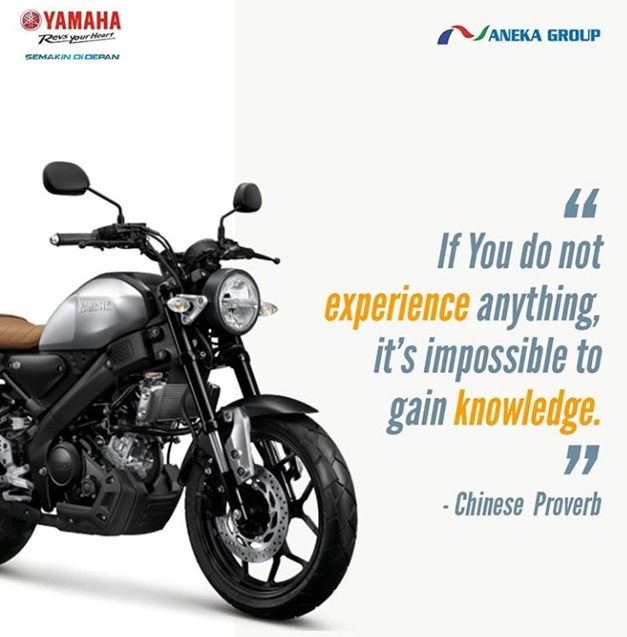 YAMAHA
Revs your Heart
SEMAKIN DI DEPAN
ANEKA GROUP
“
If You do not
experience anything,
it’s impossible to
gain knowledge.
”
- Chinese Proverb
YAMAHA